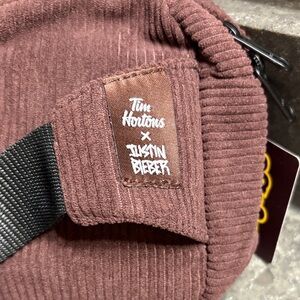 Tim
Hortons
x
JUSTIN
BIEBER